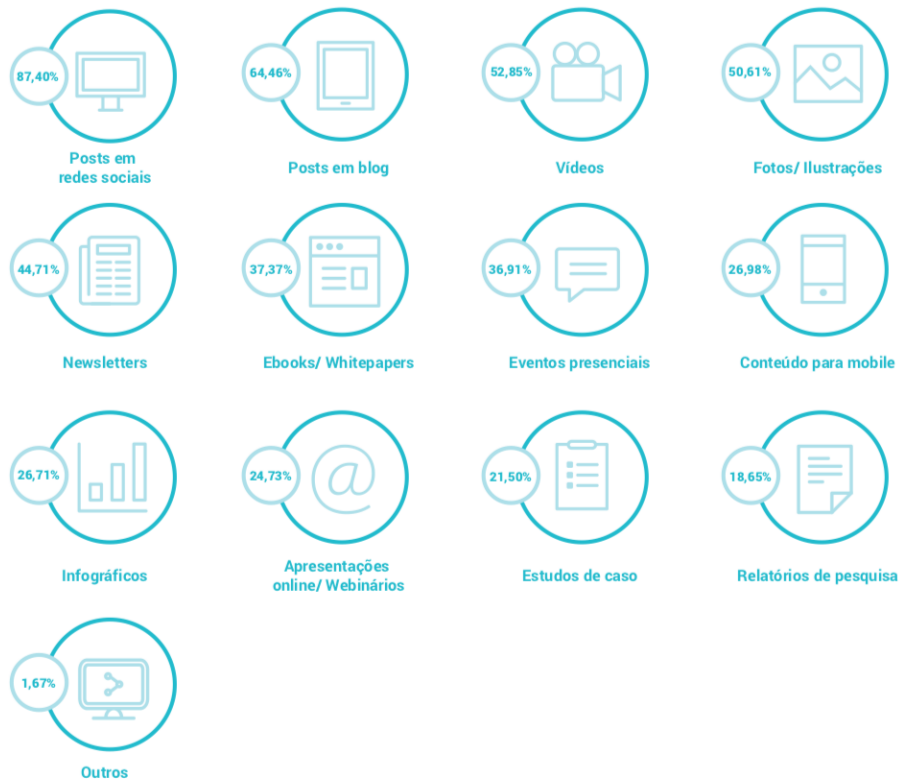 87,40%
Posts em
redes sociais
64,46%
Posts em blog
52,85%
Vídeos
50,61%
Fotos/ Ilustrações
44,71%
Newsletters
37,37%
Ebooks/ Whitepapers
36,91%
Eventos presenciais
26,98%
Conteúdo para mobile
26,71%
Infográficos
24,73%
@
Apresentações
online/ Webinários
21,50%
Estudos de caso
18,65%
Relatórios de pesquisa
1,67%
Outros